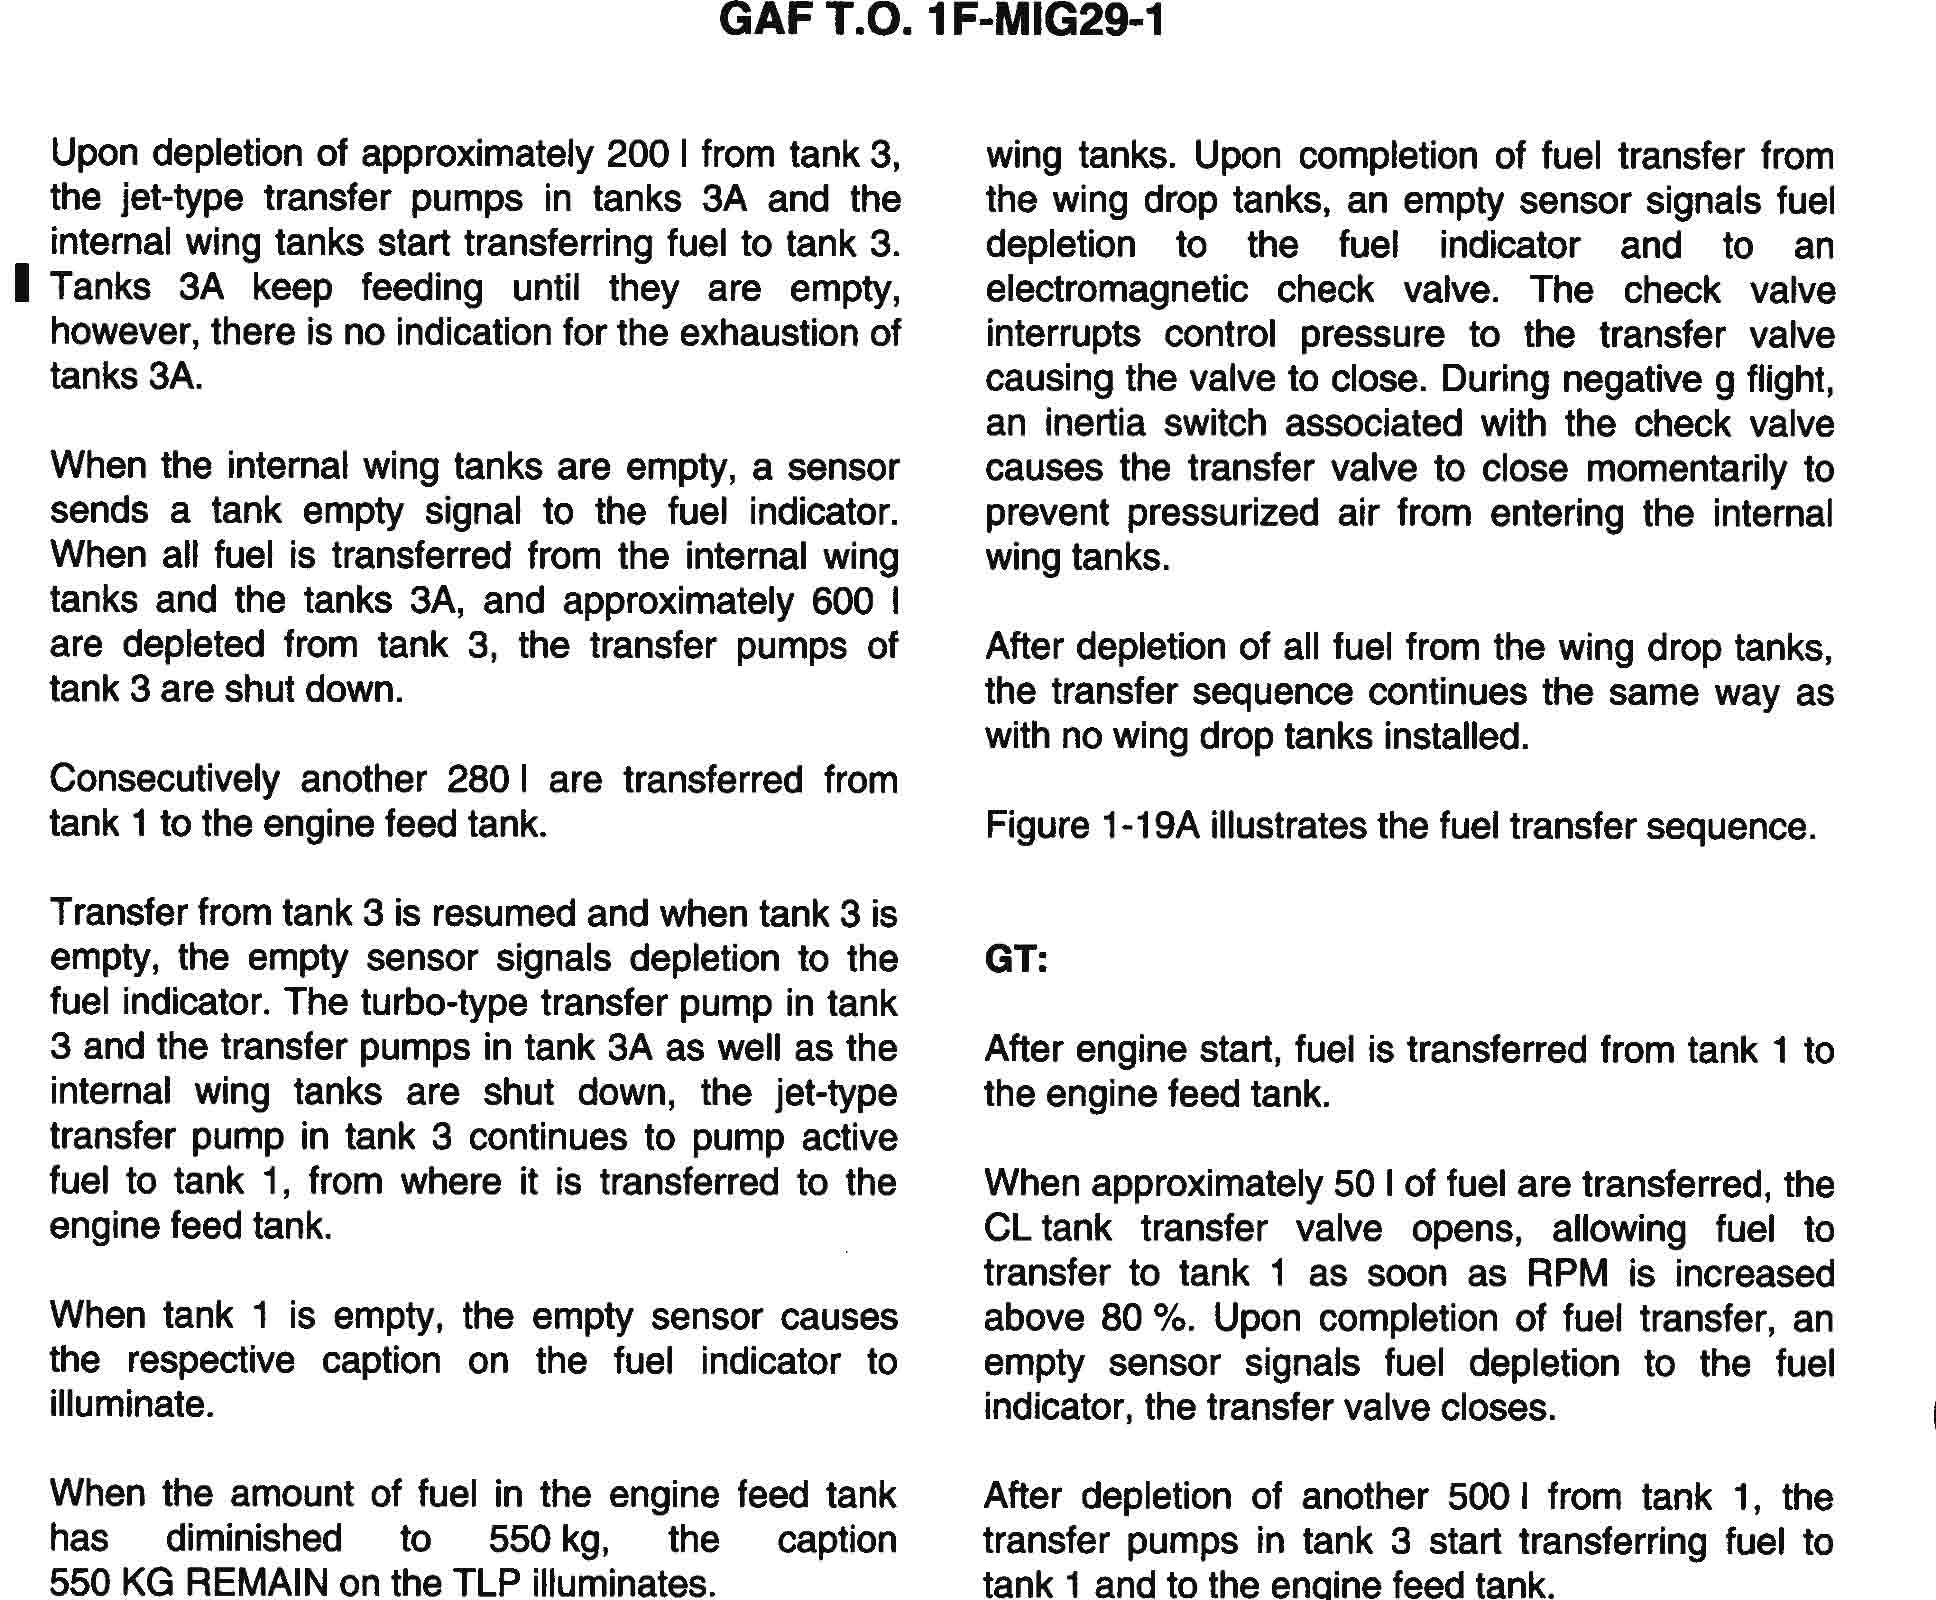 GAF T.O. 1F-MIG29-1
Upon depletion of approximately 200 l from tank 3,
the jet-type transfer pumps in tanks 3A and the
internal wing tanks start transferring fuel to tank 3.
Tanks 3A keep feeding until they are empty,
however, there is no indication for the exhaustion of
tanks 3A.
When the internal wing tanks are empty, a sensor
sends a tank empty signal to the fuel indicator.
When all fuel is transferred from the internal wing
tanks and the tanks 3A, and approximately 600 l
are depleted from tank 3, the transfer pumps of
tank 3 are shut down.
Consecutively another 280 l are transferred from
tank 1 to the engine feed tank.
Transfer from tank 3 is resumed and when tank 3 is
empty, the empty sensor signals depletion to the
fuel indicator. The turbo-type transfer pump in tank
3 and the transfer pumps in tank 3A as well as the
internal wing tanks are shut down, the jet-type
transfer pump in tank 3 continues to pump active
fuel to tank 1, from where it is transferred to the
engine feed tank.
When tank 1 is empty, the empty sensor causes
the respective caption on the fuel indicator to
illuminate.
When the amount of fuel in the engine feed tank
has diminished to 550 kg, the caption
550 KG REMAIN on the TLP illuminates.
wing tanks. Upon completion of fuel transfer from
the wing drop tanks, an empty sensor signals fuel
depletion to the fuel indicator and to an
electromagnetic check valve. The check valve
interrupts control pressure to the transfer valve
causing the valve to close. During negative g flight,
an inertia switch associated with the check valve
causes the transfer valve to close momentarily to
prevent pressurized air from entering the internal
wing tanks.
After depletion of all fuel from the wing drop tanks,
the transfer sequence continues the same way as
with no wing drop tanks installed.
Figure 1-19A illustrates the fuel transfer sequence.
GT:
After engine start, fuel is transferred from tank 1 to
the engine feed tank.
When approximately 50 l of fuel are transferred, the
CL tank transfer valve opens, allowing fuel to
transfer to tank 1 as soon as RPM is increased
above 80 %. Upon completion of fuel transfer, an
empty sensor signals fuel depletion to the fuel
indicator, the transfer valve closes.
After depletion of another 500 l from tank 1, the
transfer pumps in tank 3 start transferring fuel to
tank 1 and to the engine feed tank.